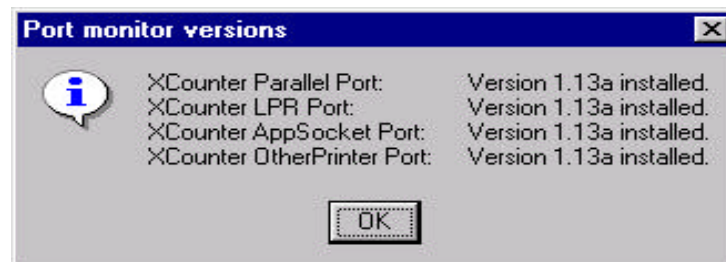 Port monitor versions
XCounter Parallel Port: Version 1.13a installed.
XCounter LPR Port: Version 1.13a installed.
XCounter AppSocket Port: Version 1.13a installed.
XCounter OtherPrinter Port: Version 1.13a installed.
OK